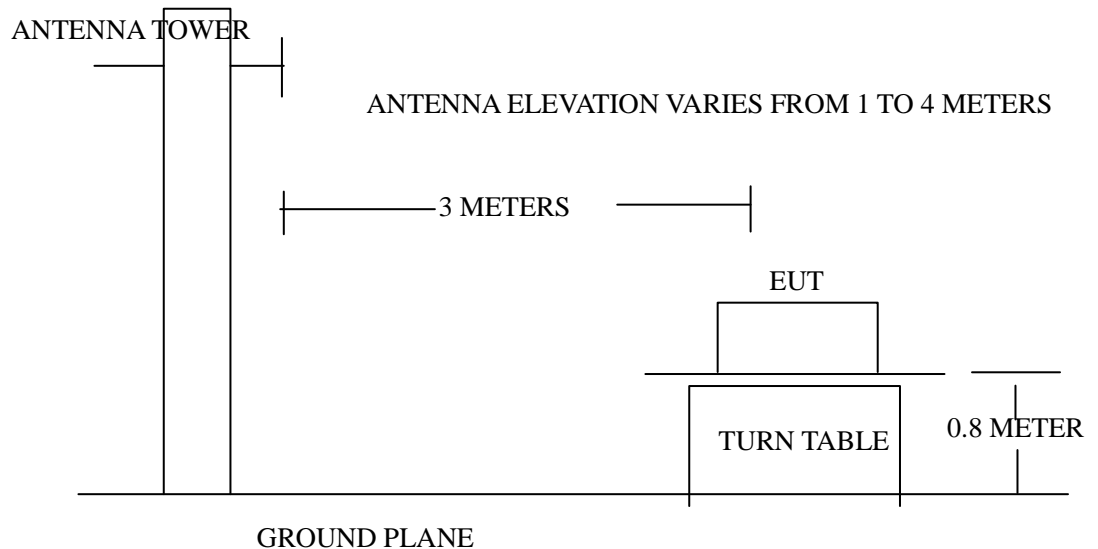 ANTENNA TOWER
ANTENNA ELEVATION VARIES FROM 1 TO 4 METERS
3 METERS
EUT
0.8 METER
TURN TABLE
GROUND PLANE